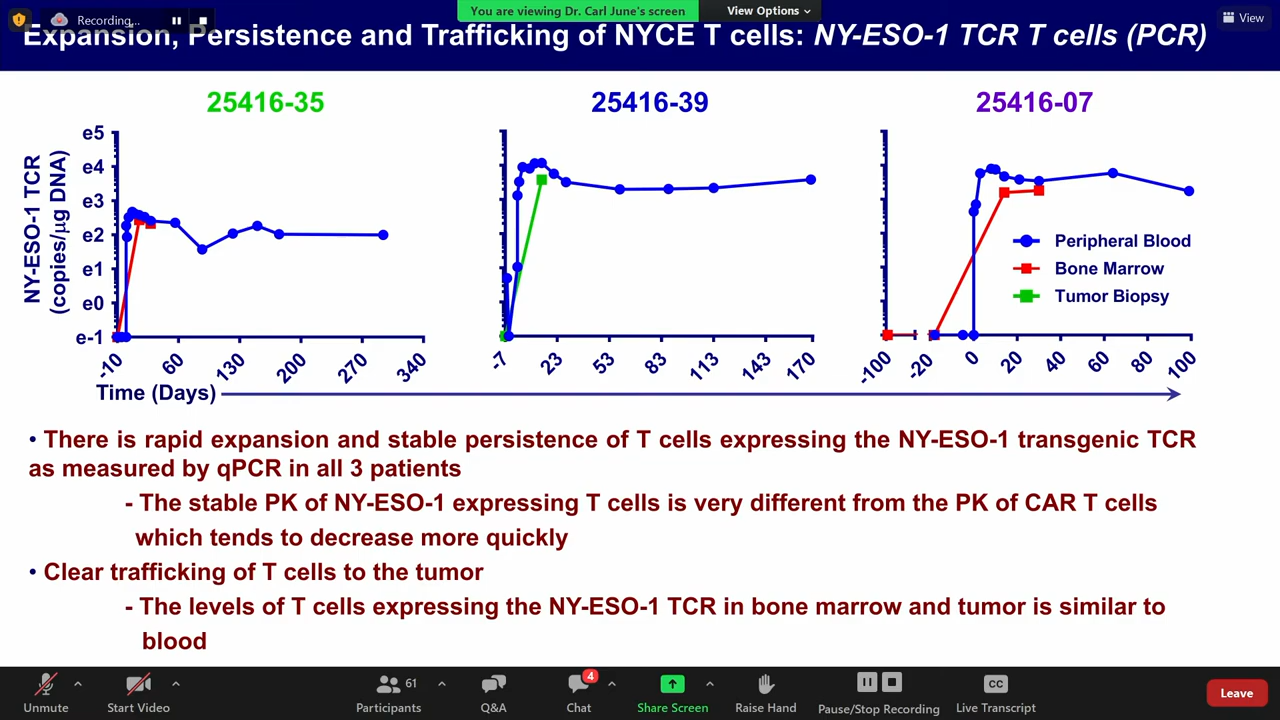 Recording...
You are viewing Dr. Carl June's screen
View Options
View
Expansion, Persistence and Trafficking of NYCE T cells: NY-ESO-1 TCR T cells (PCR)
25416-35
25416-39
25416-07
NY-ESO-1 TCR
(copies/µg DNA)
e5
e4
e3
e2
e1
e0
e-1
-10 60 130 200 270 340
-7 23 53 83 113 143 170
-100 -20 0 20 40 60 80 100
Peripheral Blood
Bone Marrow
Tumor Biopsy
Time (Days)
• There is rapid expansion and stable persistence of T cells expressing the NY-ESO-1 transgenic TCR
as measured by qPCR in all 3 patients
- The stable PK of NY-ESO-1 expressing T cells is very different from the PK of CAR T cells
which tends to decrease more quickly
• Clear trafficking of T cells to the tumor
- The levels of T cells expressing the NY-ESO-1 TCR in bone marrow and tumor is similar to
blood
Unmute
Start Video
61
Participants
Q&A
4
Chat
Share Screen
Raise Hand
Pause/Stop Recording
CC
Live Transcript
Leave